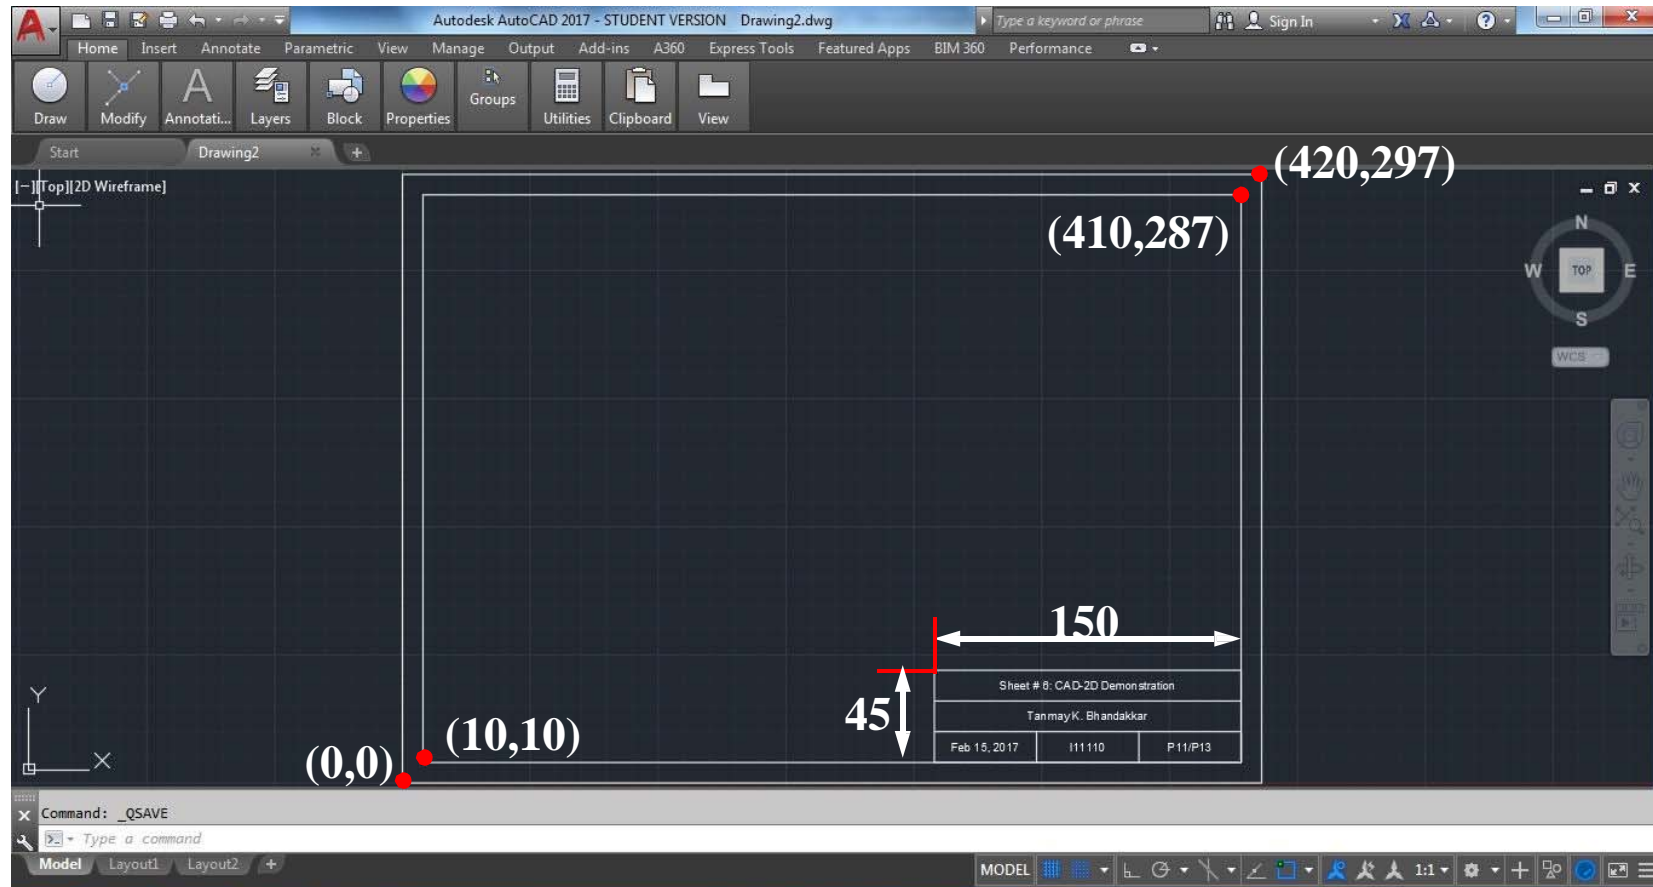 Autodesk AutoCAD 2017 - STUDENT VERSION Drawing2.dwg
Type a keyword or phrase
Sign In
Home Insert Annotate Parametric View Manage Output Add-ins A360 Express Tools Featured Apps BIM 360 Performance
Groups
Draw Modify Annotati... Layers Block Properties Utilities Clipboard View
Start Drawing2
(420,297)
[–][Top][2D Wireframe]
(410,287)
N
W TOP E
S
WCS
150
Sheet # 6: CAD-2D Demonstration
45
Tanmay K. Bhandakkar
Feb 15, 2017 I11110 P11/P13
Y
(10,10)
X
(0,0)
Command: _QSAVE
Type a command
Model Layout1 Layout2 +
MODEL 1:1